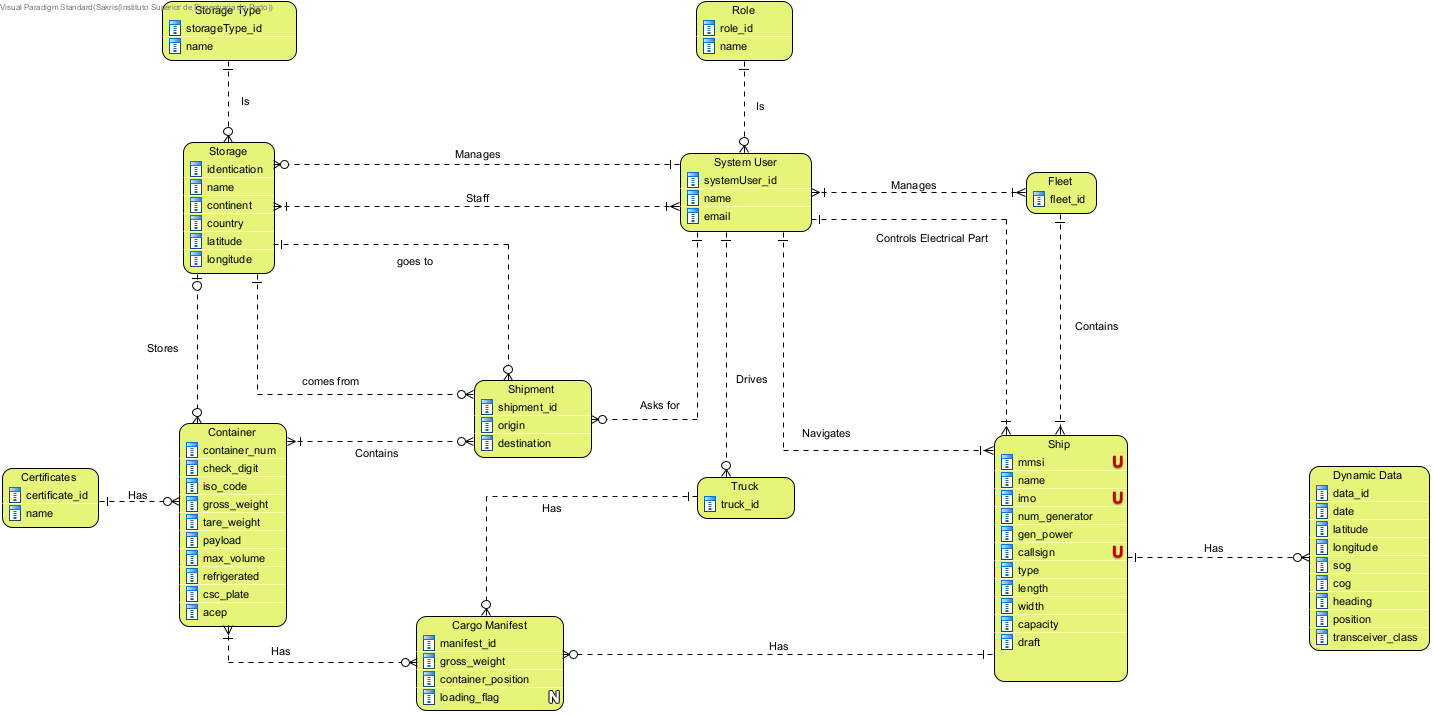 Visual Paradigm Standard(Sakris(Instituto Superior de Engenharia do Porto))
Storage Type
storageType_id
name
Role
role_id
name
Is
Is
Storage
identication
name
continent
country
latitude
longitude
Manages
Staff
goes to
System User
systemUser_id
name
email
Manages
Fleet
fleet_id
Controls Electrical Part
Contains
Stores
comes from
Shipment
shipment_id
origin
destination
Asks for
Drives
Navigates
Contains
Container
container_num
check_digit
iso_code
gross_weight
tare_weight
payload
max_volume
refrigerated
csc_plate
acep
Certificates
certificate_id
name
Has
Truck
truck_id
Has
Ship
mmsi U
name
imo U
num_generator
gen_power
callsign U
type
length
width
capacity
draft
Has
Dynamic Data
data_id
date
latitude
longitude
sog
cog
heading
position
transceiver_class
Has
Cargo Manifest
manifest_id
gross_weight
container_position
loading_flag N
Has